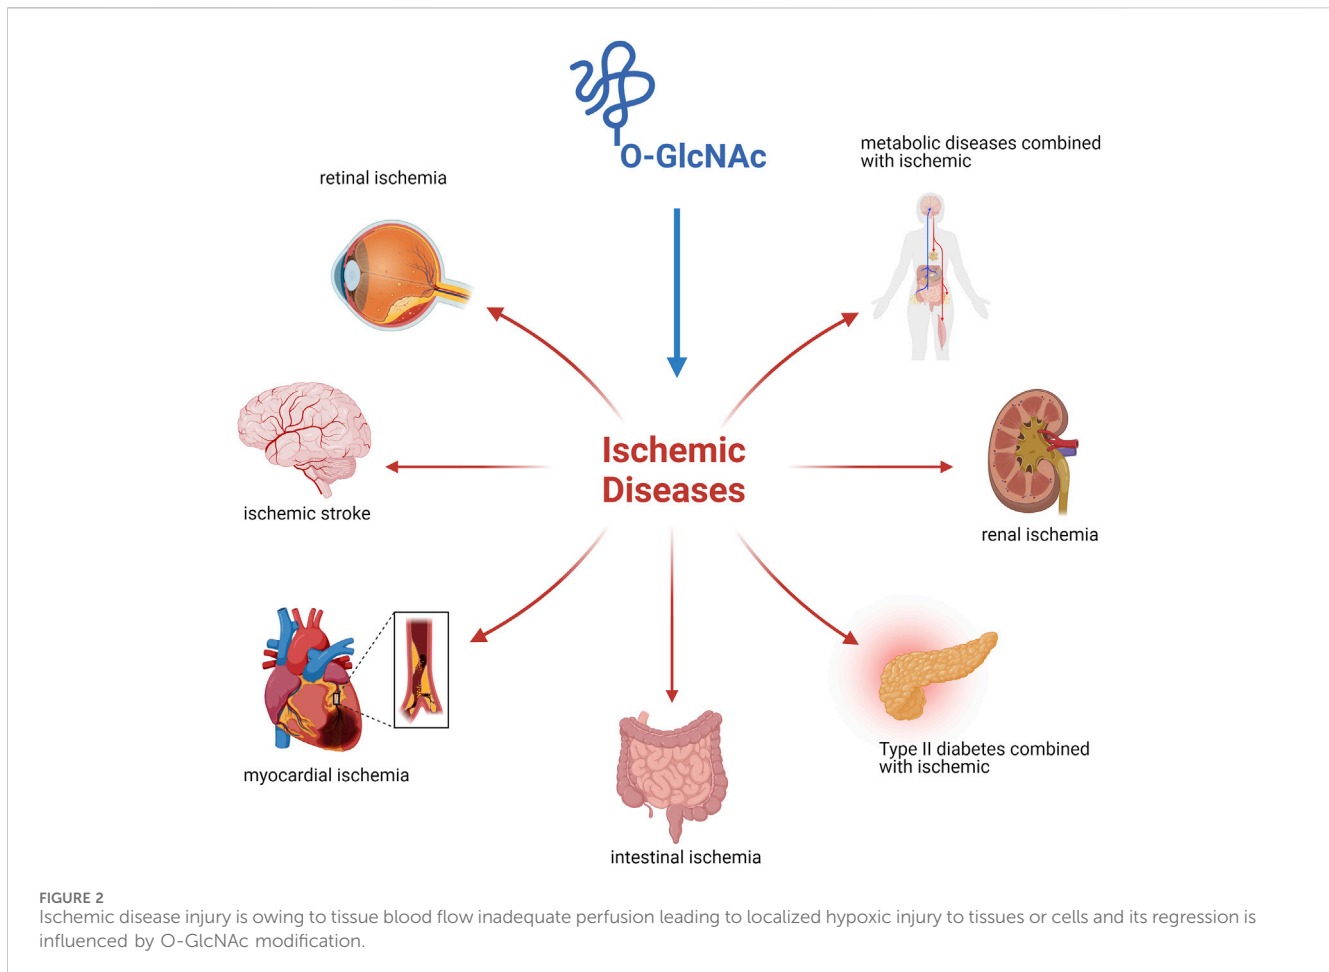 O-GlcNAc
metabolic diseases combined
with ischemic
retinal ischemia
Ischemic
Diseases
ischemic stroke
renal ischemia
myocardial ischemia
Type II diabetes combined
with ischemic
intestinal ischemia
FIGURE 2
Ischemic disease injury is owing to tissue blood flow inadequate perfusion leading to localized hypoxic injury to tissues or cells and its regression is
influenced by O-GlcNAc modification.